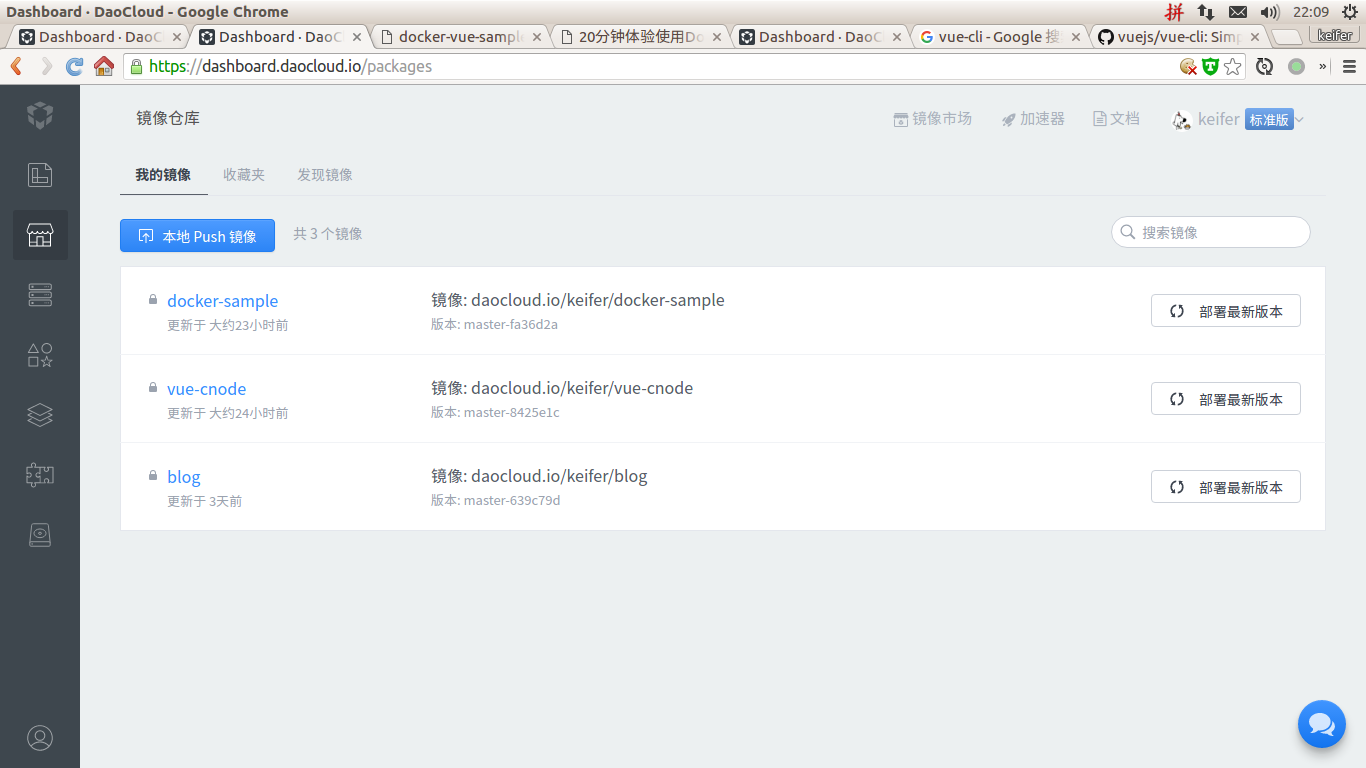 Dashboard · DaoCloud - Google Chrome
拼
22:09
Dashboard · DaoCl
Dashboard · DaoCl
docker-vue-sample
20分钟体验使用Do
Dashboard · DaoCl
vue-cli - Google 搜
vuejs/vue-cli: Simp
keifer
https://dashboard.daocloud.io/packages
»
镜像仓库
镜像市场
加速器
文档
keifer 标准版
我的镜像
收藏夹
发现镜像
本地 Push 镜像
共 3 个镜像
搜索镜像
docker-sample
更新于 大约23小时前
镜像: daocloud.io/keifer/docker-sample
版本: master-fa36d2a
部署最新版本
vue-cnode
更新于 大约24小时前
镜像: daocloud.io/keifer/vue-cnode
版本: master-8425e1c
部署最新版本
blog
更新于 3天前
镜像: daocloud.io/keifer/blog
版本: master-639c79d
部署最新版本